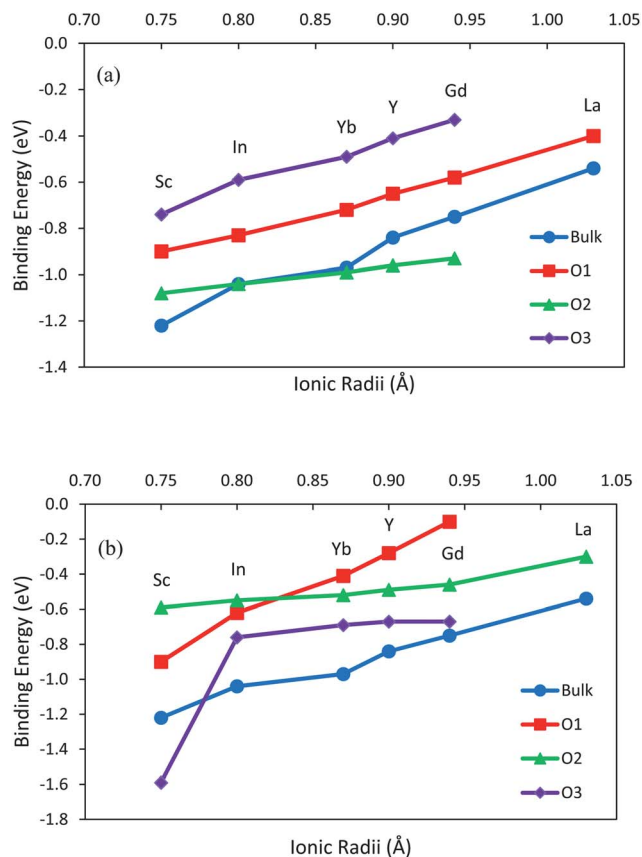 0.70 0.75 0.80 0.85 0.90 0.95 1.00 1.05
0.0
-0.2
-0.4
-0.6
-0.8
-1.0
-1.2
-1.4
Binding Energy (eV)
(a)
Sc
In
Yb
Y
Gd
La
Bulk
O1
O2
O3
Ionic Radii (Å)
0.70 0.75 0.80 0.85 0.90 0.95 1.00 1.05
0.0
-0.2
-0.4
-0.6
-0.8
-1.0
-1.2
-1.4
-1.6
-1.8
Binding Energy (eV)
(b)
Sc
In
Yb
Y
Gd
La
Bulk
O1
O2
O3
Ionic Radii (Å)